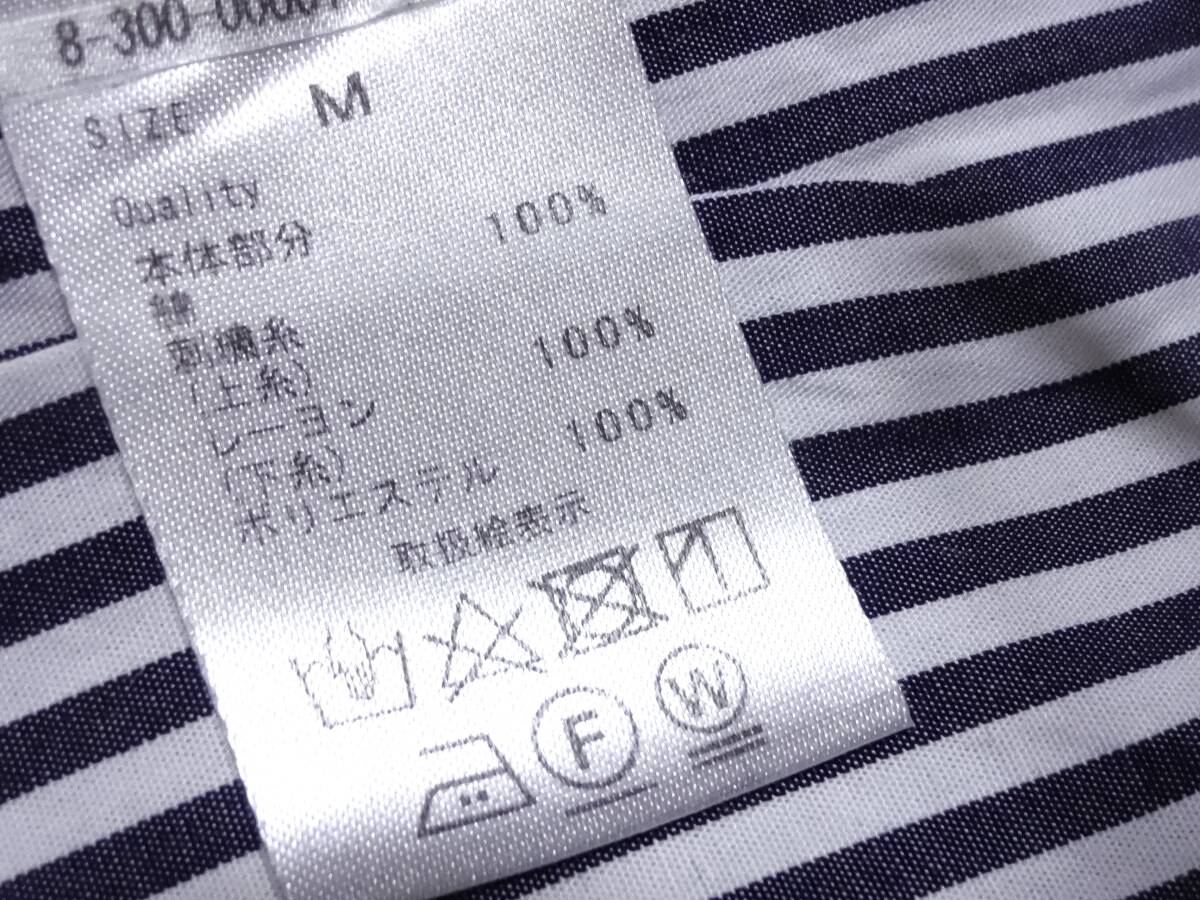 8-300-0000
SIZE M
Quality
本体部分
綿 100%
刺繍糸
(上糸)
レーヨン 100%
(下糸)
ポリエステル 100%
取扱絵表示
F
W